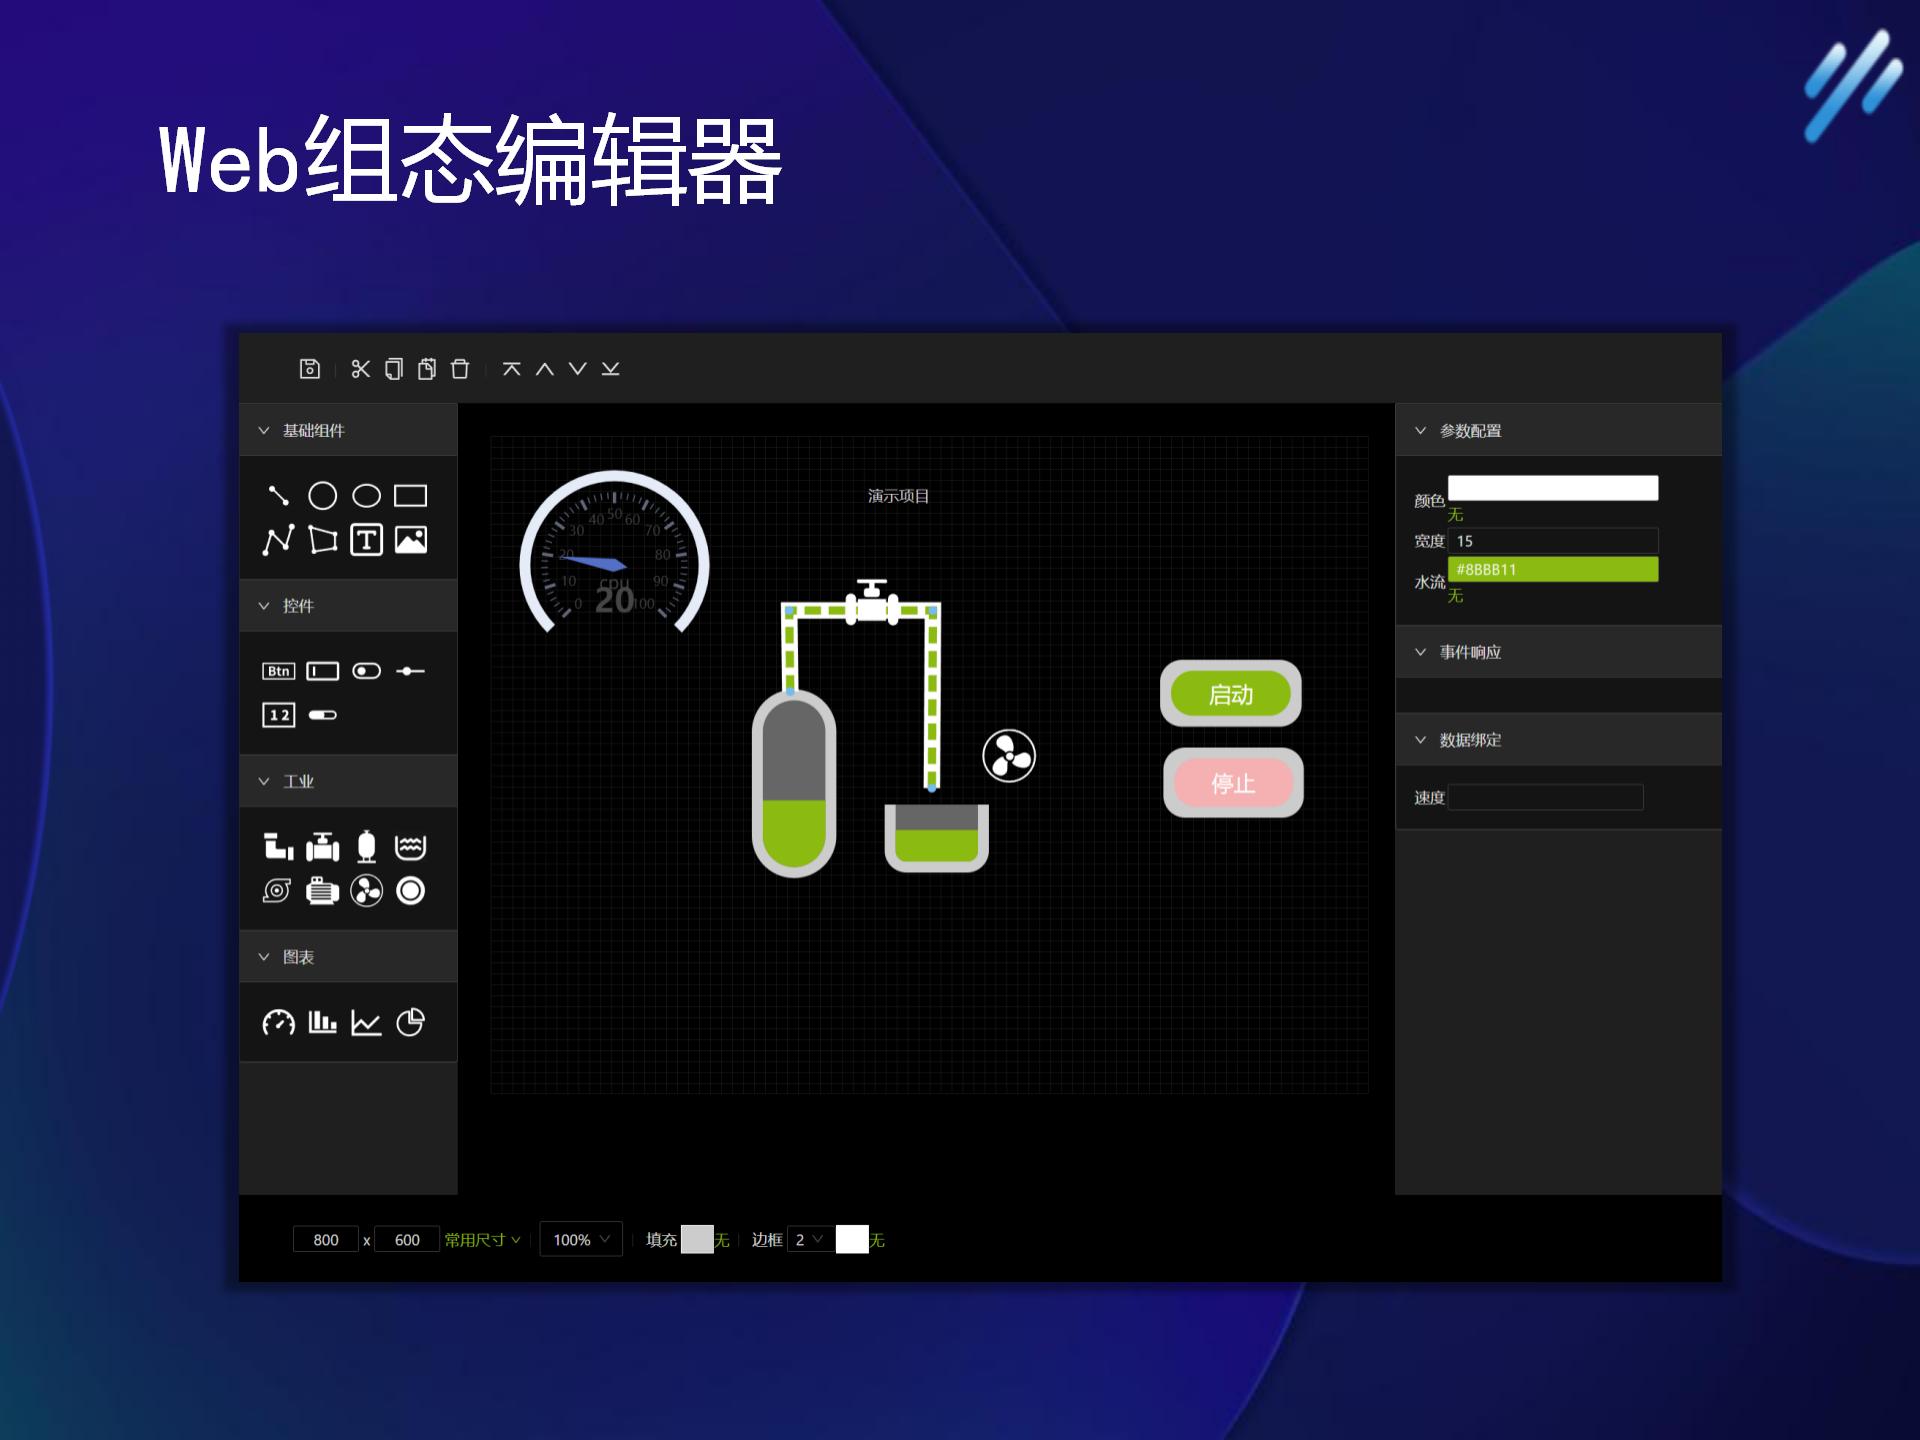 Web组态编辑器
基础组件
控件
Btn
1 2
工业
图表
演示项目
0
10
20
30
40
50
60
70
80
90
100
cpu
20
启动
停止
参数配置
颜色
无
宽度 15
水流 #8BBB11
无
事件响应
数据绑定
速度
800 x 600 常用尺寸 100% 填充 无 边框 2 无